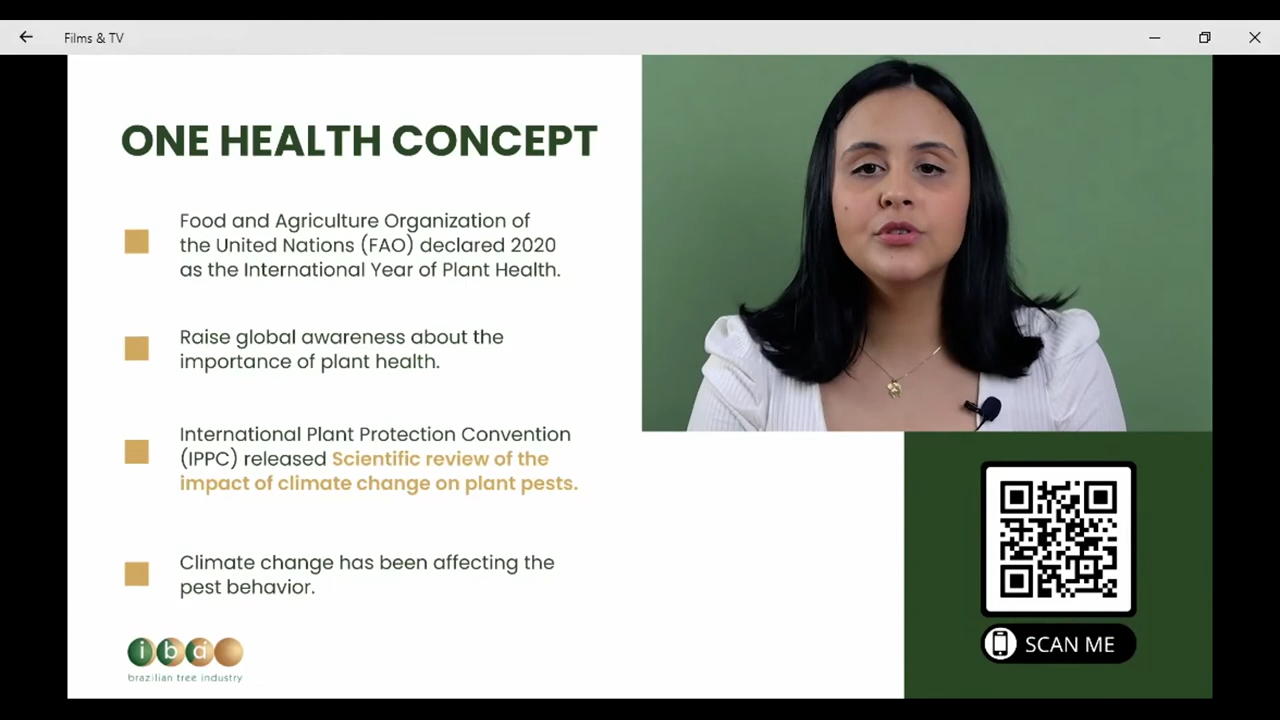 Films & TV
ONE HEALTH CONCEPT
Food and Agriculture Organization of
the United Nations (FAO) declared 2020
as the International Year of Plant Health.
Raise global awareness about the
importance of plant health.
International Plant Protection Convention
(IPPC) released Scientific review of the
impact of climate change on plant pests.
Climate change has been affecting the
pest behavior.
ibá
brazilian tree industry
SCAN ME